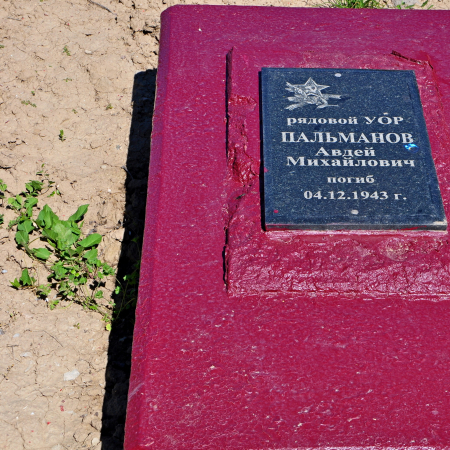 рядовой УОР
ПАЛЬМАНОВ
Авдей
Михайлович
погиб
04.12.1943 г.